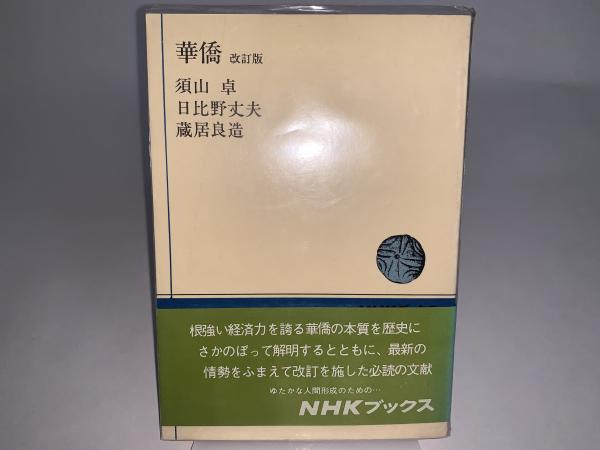 華僑 改訂版
須山 卓
日比野丈夫
蔵居良造
根強い経済力を誇る華僑の本質を歴史に
さかのぼって解明するとともに、最新の
情勢をふまえて改訂を施した必読の文献
ゆたかな人間形成のための…
NHKブックス